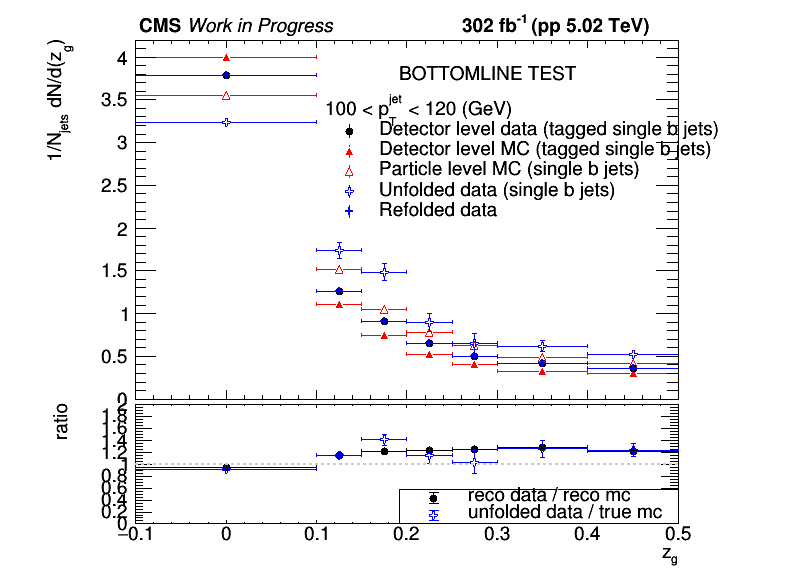 CMS Work in Progress 302 fb-1 (pp 5.02 TeV)
1/Njets dN/d(zg)
BOTTOMLINE TEST
100 < pTjet < 120 (GeV)
Detector level data (tagged single b jets)
Detector level MC (tagged single b jets)
Particle level MC (single b jets)
Unfolded data (single b jets)
Refolded data
4
3.5
3
2.5
2
1.5
1
0.5
0
ratio
2
1.8
1.6
1.4
1.2
1
0.8
0.6
0.4
0.2
0
reco data / reco mc
unfolded data / true mc
−0.1 0 0.1 0.2 0.3 0.4 0.5
zg